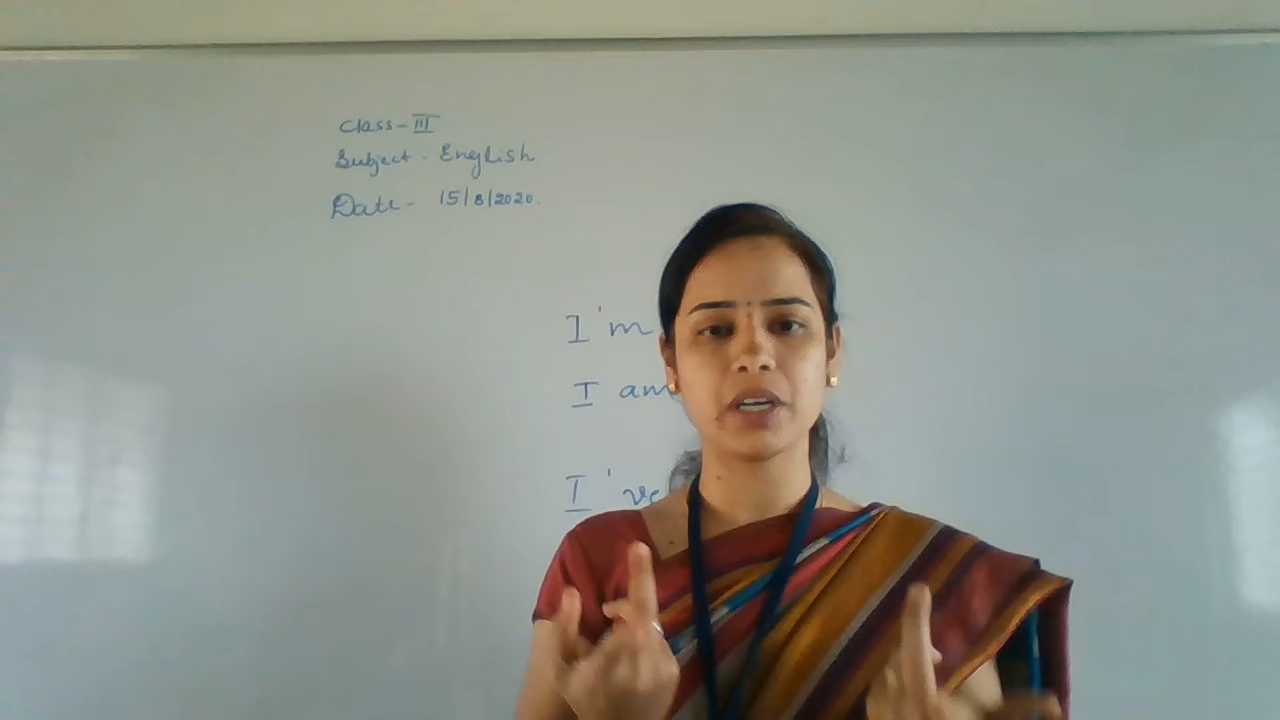 Class - III
Subject - English
Date - 15/8/2020.
I'm
I am
I've